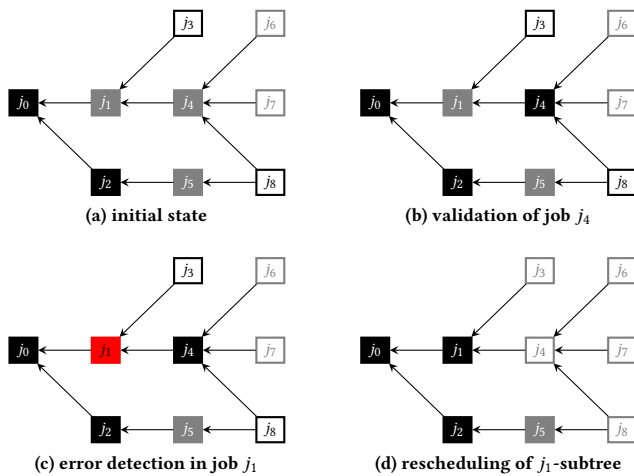 j3 j6 j3 j6
j0 j1 j4 j7 j0 j1 j4 j7
j2 j5 j8 j2 j5 j8
(a) initial state (b) validation of job j4
j3 j6 j3 j6
j0 j1 j4 j7 j0 j1 j4 j7
j2 j5 j8 j2 j5 j8
(c) error detection in job j1 (d) rescheduling of j1-subtree